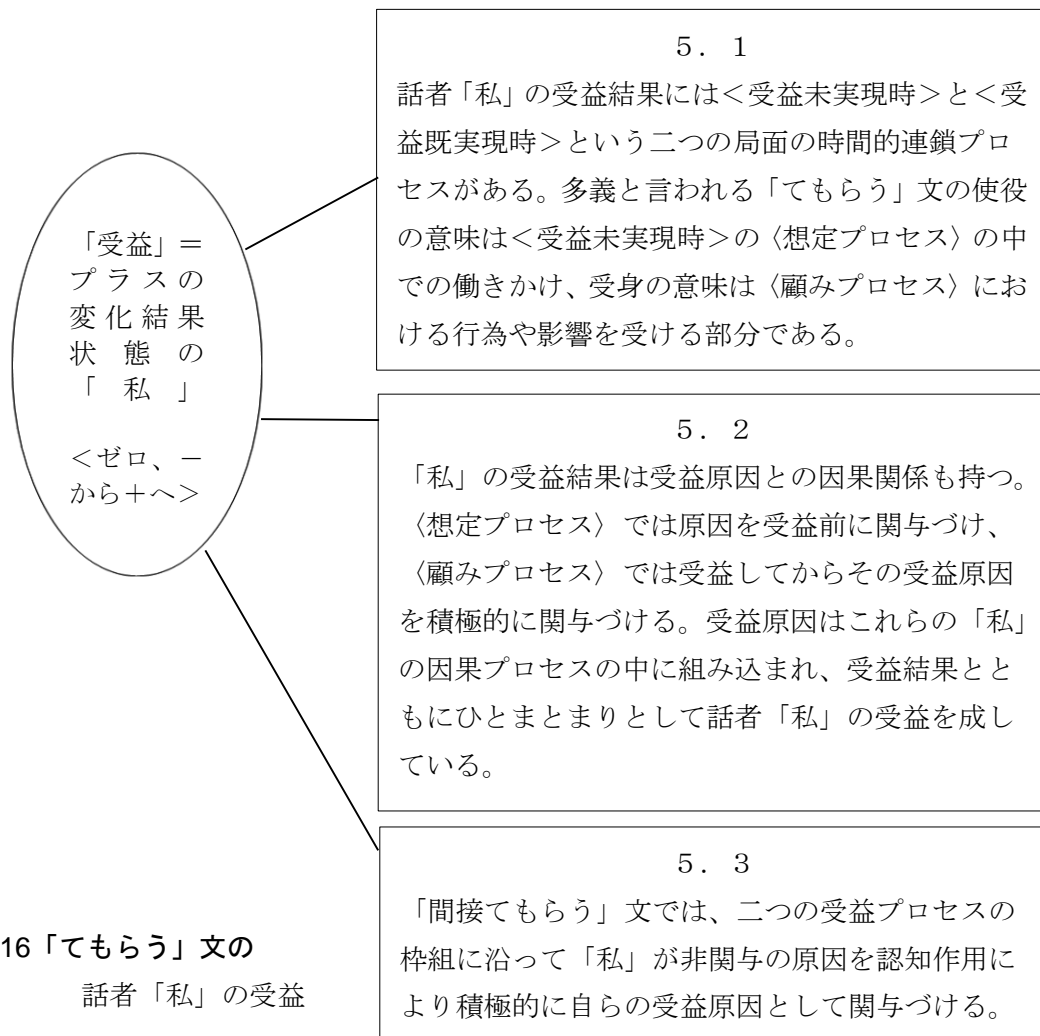 「受益」＝
プラスの
変化結果
状態の
「私」
＜ゼロ、－
から＋へ＞
５．１
話者「私」の受益結果には＜受益未実現時＞と＜受
益既実現時＞という二つの局面の時間的連鎖プロ
セスがある。多義と言われる「てもらう」文の使役
の意味は＜受益未実現時＞の〈想定プロセス〉の中
での働きかけ、受身の意味は〈顧みプロセス〉にお
ける行為や影響を受ける部分である。
５．２
「私」の受益結果は受益原因との因果関係も持つ。
〈想定プロセス〉では原因を受益前に関与づけ、
〈顧みプロセス〉では受益してからその受益原因
を積極的に関与づける。受益原因はこれらの「私」
の因果プロセスの中に組み込まれ、受益結果とと
もにひとまとまりとして話者「私」の受益を成し
ている。
５．３
「間接てもらう」文では、二つの受益プロセスの
枠組に沿って「私」が非関与の原因を認知作用に
より積極的に自らの受益原因として関与づける。
16「てもらう」文の
話者「私」の受益